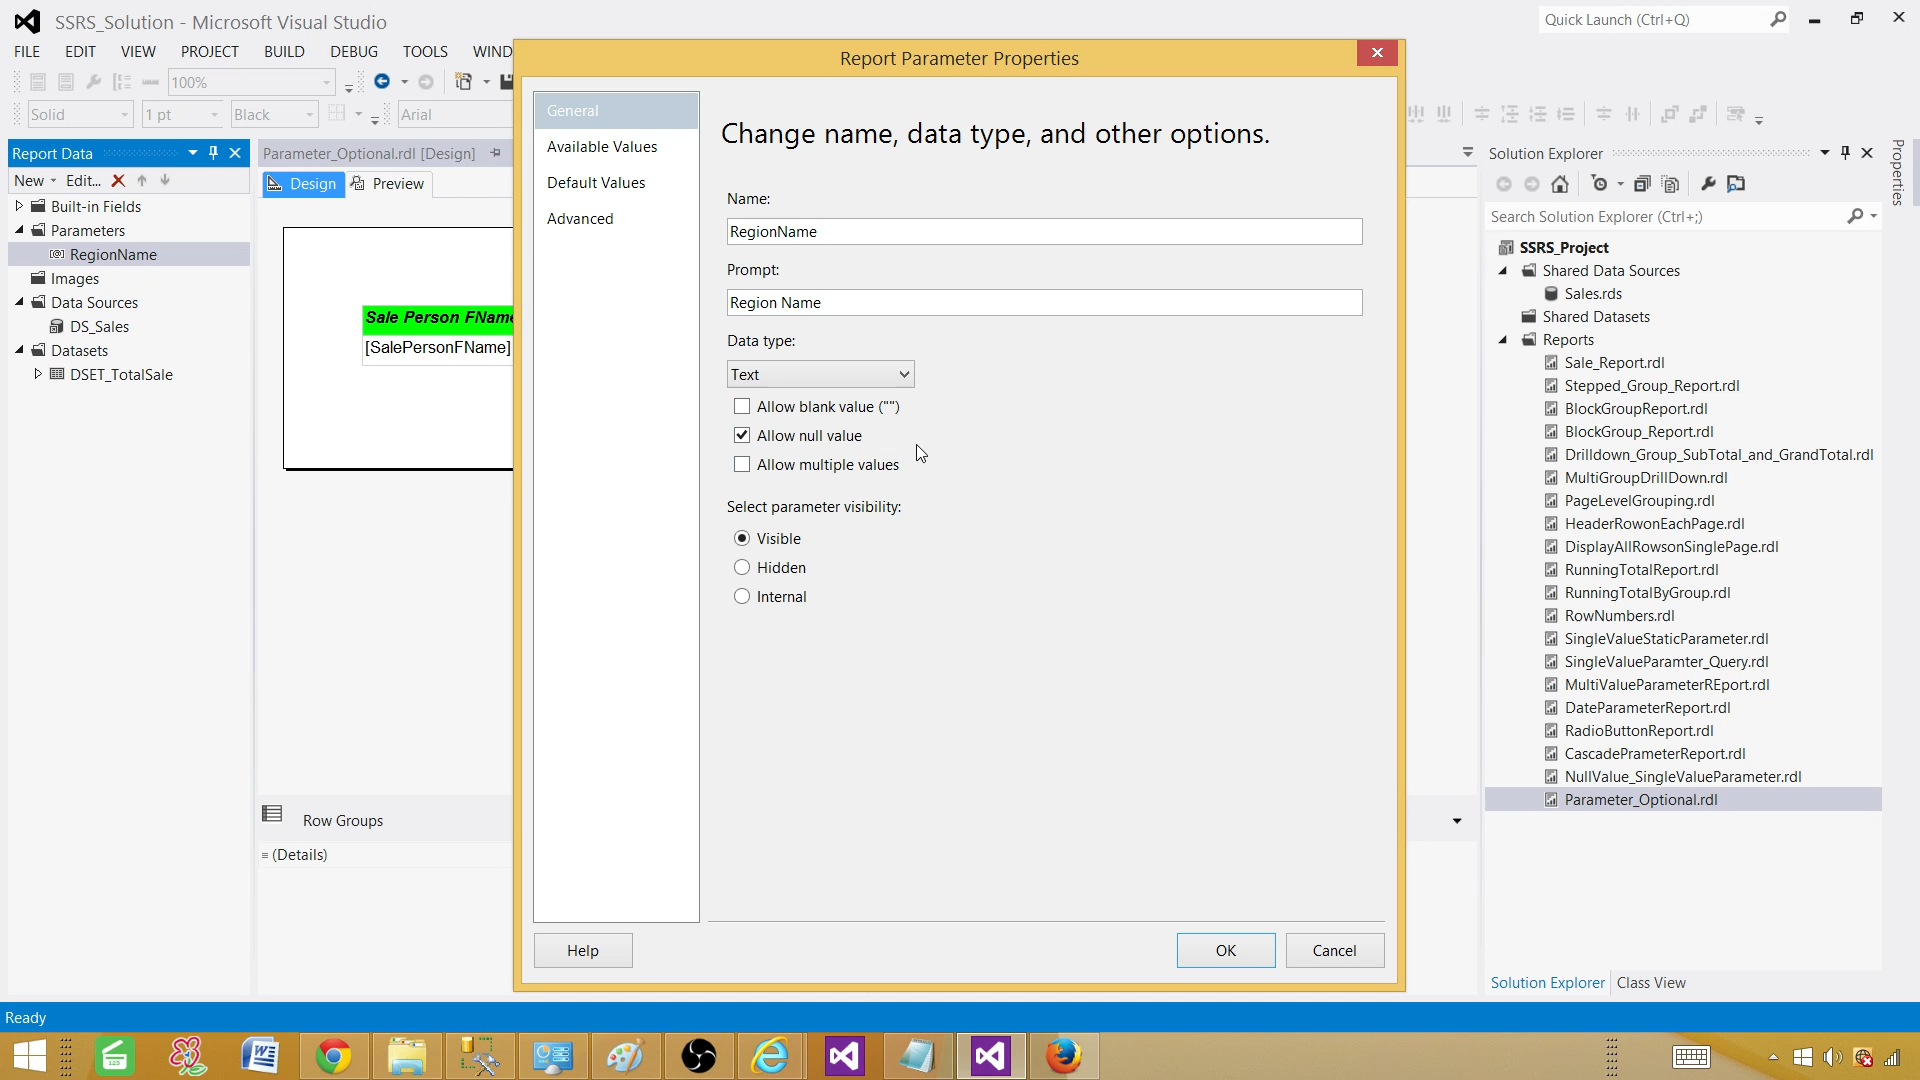 SSRS_Solution - Microsoft Visual Studio
Quick Launch (Ctrl+Q)
FILE EDIT VIEW PROJECT BUILD DEBUG TOOLS WIND
100%
Solid 1 pt Black Arial
Report Data
New Edit...
Built-in Fields
Parameters
RegionName
Images
Data Sources
DS_Sales
Datasets
DSET_TotalSale
Parameter_Optional.rdl [Design]
Design Preview
Sale Person FName
[SalePersonFName]
Row Groups
(Details)
Report Parameter Properties
General
Available Values
Default Values
Advanced
Change name, data type, and other options.
Name:
RegionName
Prompt:
Region Name
Data type:
Text
Allow blank value ("")
Allow null value
Allow multiple values
Select parameter visibility:
Visible
Hidden
Internal
Help OK Cancel
Solution Explorer
Search Solution Explorer (Ctrl+;)
SSRS_Project
Shared Data Sources
Sales.rds
Shared Datasets
Reports
Sale_Report.rdl
Stepped_Group_Report.rdl
BlockGroupReport.rdl
BlockGroup_Report.rdl
Drilldown_Group_SubTotal_and_GrandTotal.rdl
MultiGroupDrillDown.rdl
PageLevelGrouping.rdl
HeaderRowonEachPage.rdl
DisplayAllRowsonSinglePage.rdl
RunningTotalReport.rdl
RunningTotalByGroup.rdl
RowNumbers.rdl
SingleValueStaticParameter.rdl
SingleValueParamter_Query.rdl
MultiValueParameterREport.rdl
DateParameterReport.rdl
RadioButtonReport.rdl
CascadePrameterReport.rdl
NullValue_SingleValueParameter.rdl
Parameter_Optional.rdl
Solution Explorer Class View
Properties
Ready